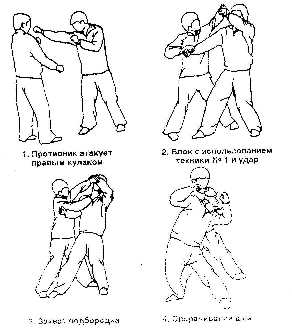 1. Противник атакует
правым кулаком
2. Блок с использованием
техники № 1 и удар
3. Захват подбородка
4.